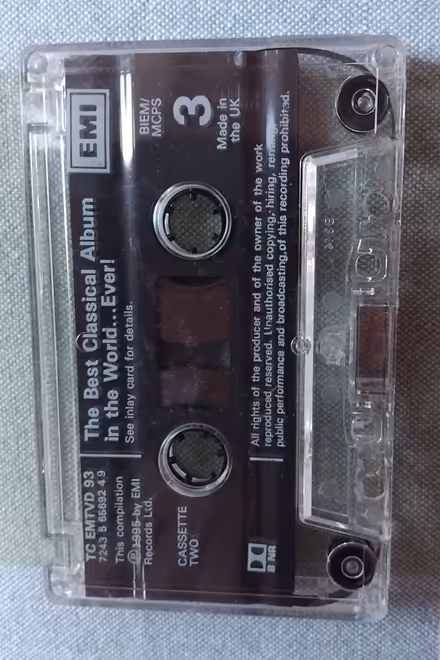 TC EMTVD 93
7243 5 65692 4 9
This compilation
℗1995 by EMI
Records Ltd.
CASSETTE
TWO
B NR
The Best Classical Album
in the World...Ever!
See inlay card for details.
EMI
BIEM/
MCPS
3
Made in
the UK
All rights of the producer and of the owner of the work
reproduced reserved. Unauthorised copying, hiring,
public performance and broadcasting of this recording prohibited.